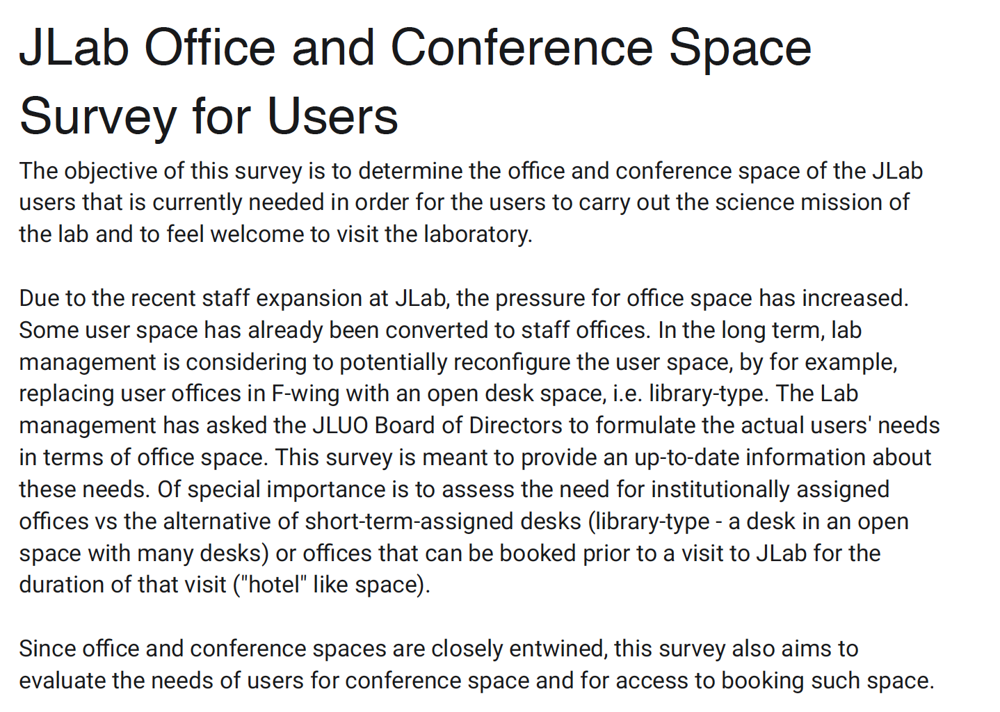 JLab Office and Conference Space
Survey for Users
The objective of this survey is to determine the office and conference space of the JLab
users that is currently needed in order for the users to carry out the science mission of
the lab and to feel welcome to visit the laboratory.
Due to the recent staff expansion at JLab, the pressure for office space has increased.
Some user space has already been converted to staff offices. In the long term, lab
management is considering to potentially reconfigure the user space, by for example,
replacing user offices in F-wing with an open desk space, i.e. library-type. The Lab
management has asked the JLUO Board of Directors to formulate the actual users' needs
in terms of office space. This survey is meant to provide an up-to-date information about
these needs. Of special importance is to assess the need for institutionally assigned
offices vs the alternative of short-term-assigned desks (library-type - a desk in an open
space with many desks) or offices that can be booked prior to a visit to JLab for the
duration of that visit ("hotel" like space).
Since office and conference spaces are closely entwined, this survey also aims to
evaluate the needs of users for conference space and for access to booking such space.